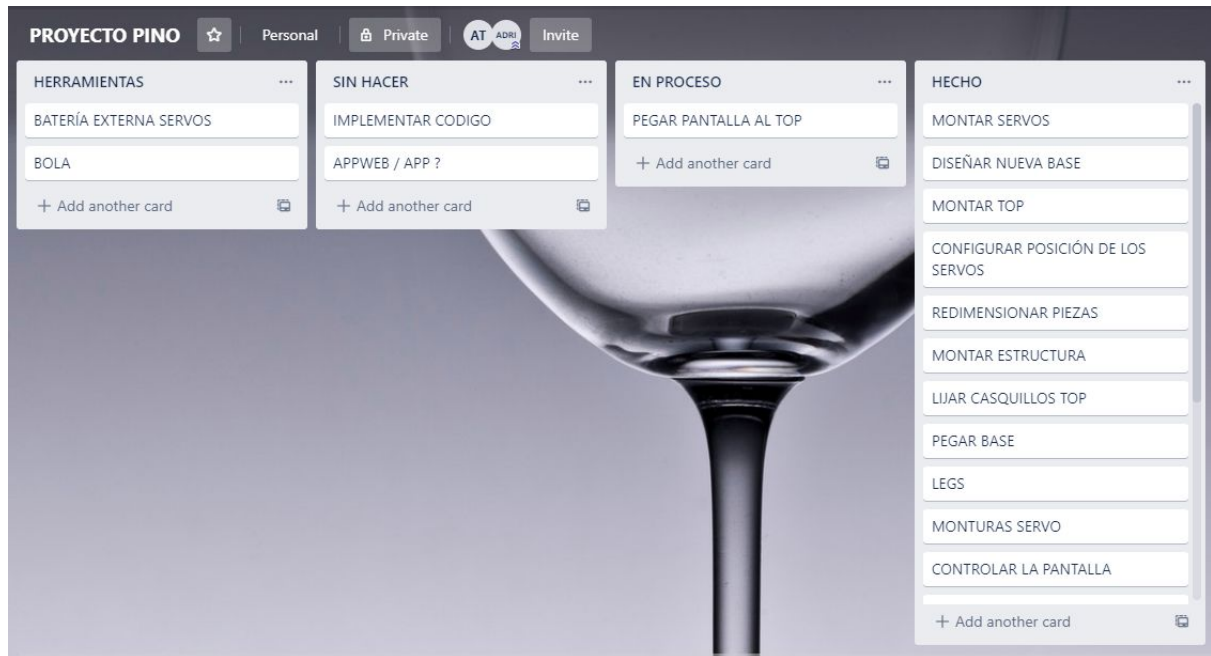 PROYECTO PINO
Personal
Private
AT
ADRI
Invite
HERRAMIENTAS
BATERÍA EXTERNA SERVOS
BOLA
+ Add another card
SIN HACER
IMPLEMENTAR CODIGO
APPWEB / APP ?
+ Add another card
EN PROCESO
PEGAR PANTALLA AL TOP
+ Add another card
HECHO
MONTAR SERVOS
DISEÑAR NUEVA BASE
MONTAR TOP
CONFIGURAR POSICIÓN DE LOS
SERVOS
REDIMENSIONAR PIEZAS
MONTAR ESTRUCTURA
LIJAR CASQUILLOS TOP
PEGAR BASE
LEGS
MONTURAS SERVO
CONTROLAR LA PANTALLA
+ Add another card